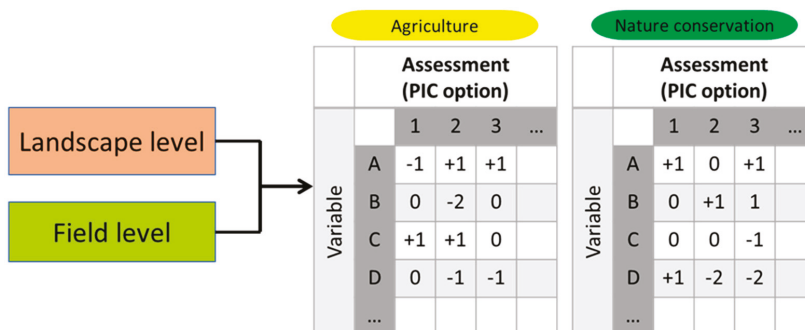 Agriculture
Nature conservation
Landscape level
Field level
Assessment
(PIC option)
1 2 3 ...
Variable
A -1 +1 +1
B 0 -2 0
C +1 +1 0
D 0 -1 -1
...
Assessment
(PIC option)
1 2 3 ...
Variable
A +1 0 +1
B 0 +1 1
C 0 0 -1
D +1 -2 -2
...